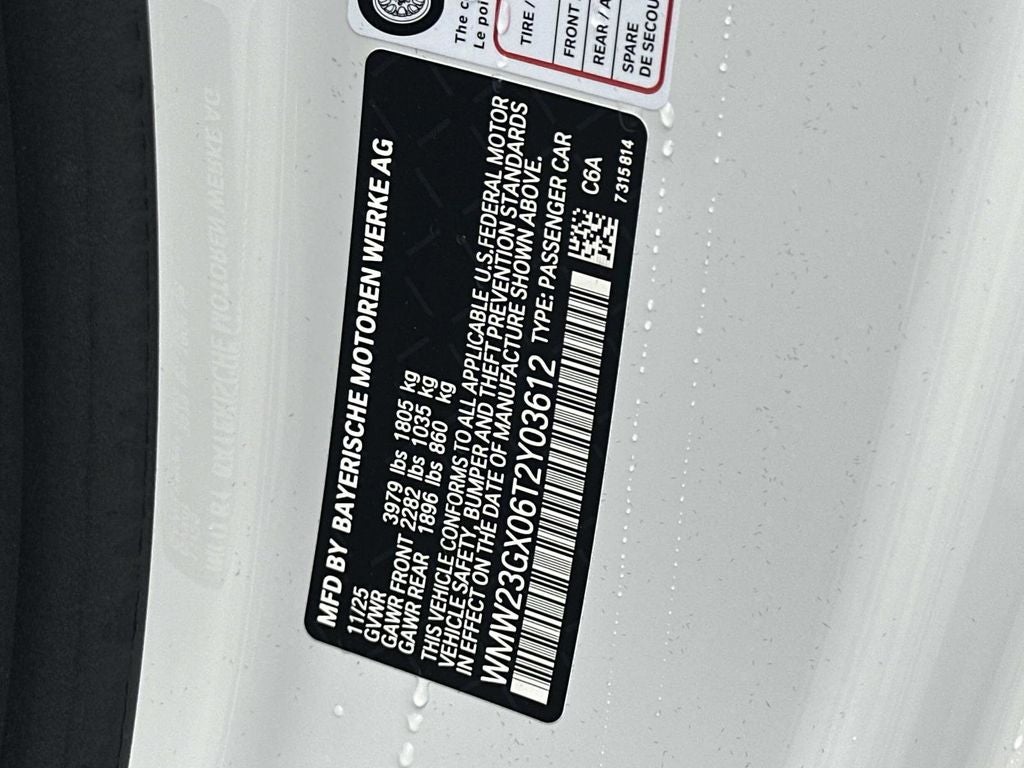 The
Le
TIRE /
FRONT
REAR / A
SPARE
DE SECOU
MFD BY BAYERISCHE MOTOREN WERKE AG
11/25
GVWR 3979 lbs 1805 kg
GAWR FRONT 2282 lbs 1035 kg
GAWR REAR 1896 lbs 860 kg
THIS VEHICLE CONFORMS TO ALL APPLICABLE U.S.FEDERAL MOTOR
VEHICLE SAFETY, BUMPER AND THEFT PREVENTION STANDARDS
IN EFFECT ON THE DATE OF MANUFACTURE SHOWN ABOVE.
WMW23GX06T2Y03612 TYPE: PASSENGER CAR
C6A
7 315 814